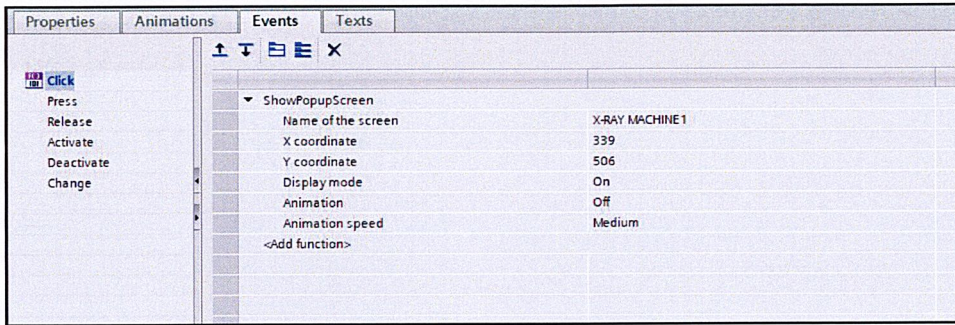 Properties Animations Events Texts
Click
Press
Release
Activate
Deactivate
Change
ShowPopupScreen
Name of the screen X-RAY MACHINE1
X coordinate 339
Y coordinate 506
Display mode On
Animation Off
Animation speed Medium
<Add function>